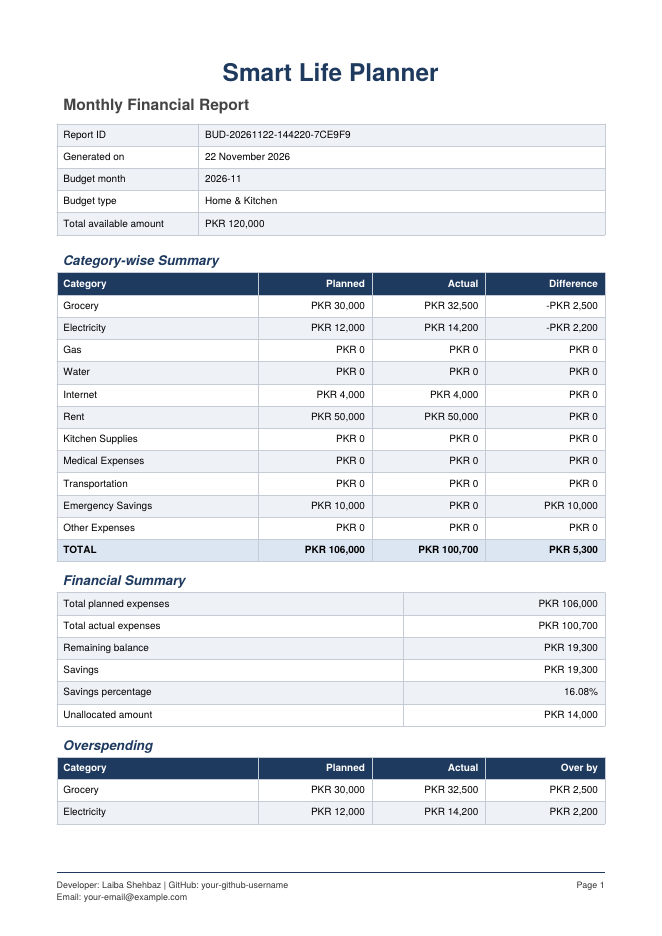 Smart Life Planner
Monthly Financial Report
Report ID BUD-20261122-144220-7CE9F9
Generated on 22 November 2026
Budget month 2026-11
Budget type Home & Kitchen
Total available amount PKR 120,000
Category-wise Summary
Category Planned Actual Difference
Grocery PKR 30,000 PKR 32,500 -PKR 2,500
Electricity PKR 12,000 PKR 14,200 -PKR 2,200
Gas PKR 0 PKR 0 PKR 0
Water PKR 0 PKR 0 PKR 0
Internet PKR 4,000 PKR 4,000 PKR 0
Rent PKR 50,000 PKR 50,000 PKR 0
Kitchen Supplies PKR 0 PKR 0 PKR 0
Medical Expenses PKR 0 PKR 0 PKR 0
Transportation PKR 0 PKR 0 PKR 0
Emergency Savings PKR 10,000 PKR 0 PKR 10,000
Other Expenses PKR 0 PKR 0 PKR 0
TOTAL PKR 106,000 PKR 100,700 PKR 5,300
Financial Summary
Total planned expenses PKR 106,000
Total actual expenses PKR 100,700
Remaining balance PKR 19,300
Savings PKR 19,300
Savings percentage 16.08%
Unallocated amount PKR 14,000
Overspending
Category Planned Actual Over by
Grocery PKR 30,000 PKR 32,500 PKR 2,500
Electricity PKR 12,000 PKR 14,200 PKR 2,200
Developer: Laiba Shehbaz | GitHub: your-github-username Page 1
Email: your-email@example.com